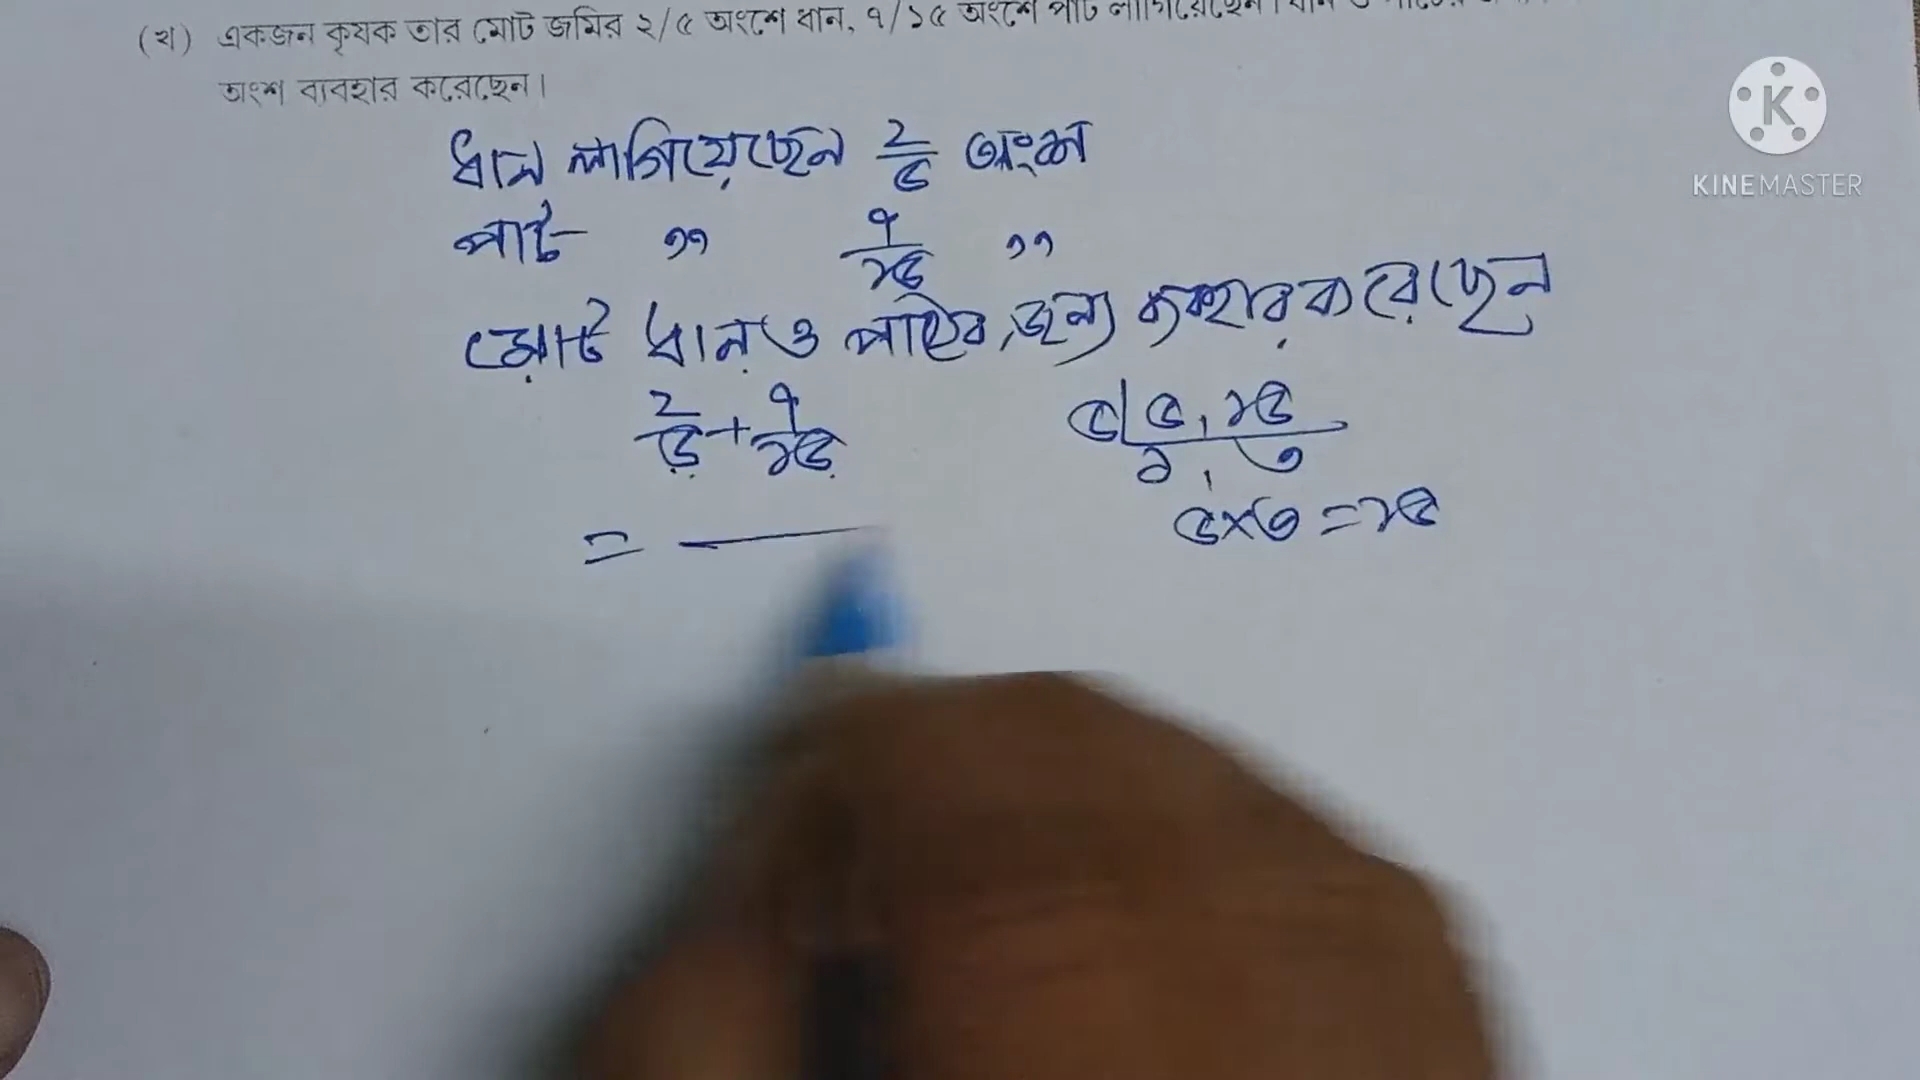 (খ) একজন কৃষক তার মোট জমির ২/৫ অংশে ধান, ৭/১৫ অংশে পাট লাগিয়েছেন।
অংশ ব্যবহার করেছেন।
ধান লাগিয়েছেন ২/৫ অংশ
পাট ,, ৭/১৫ ,,
মোট ধান ও পাটের জন্য ব্যবহার করেছেন
২/৫ + ৭/১৫
৫ | ৫, ১৫
১, ৩
৫×৩ = ১৫
=
K
KINEMASTER